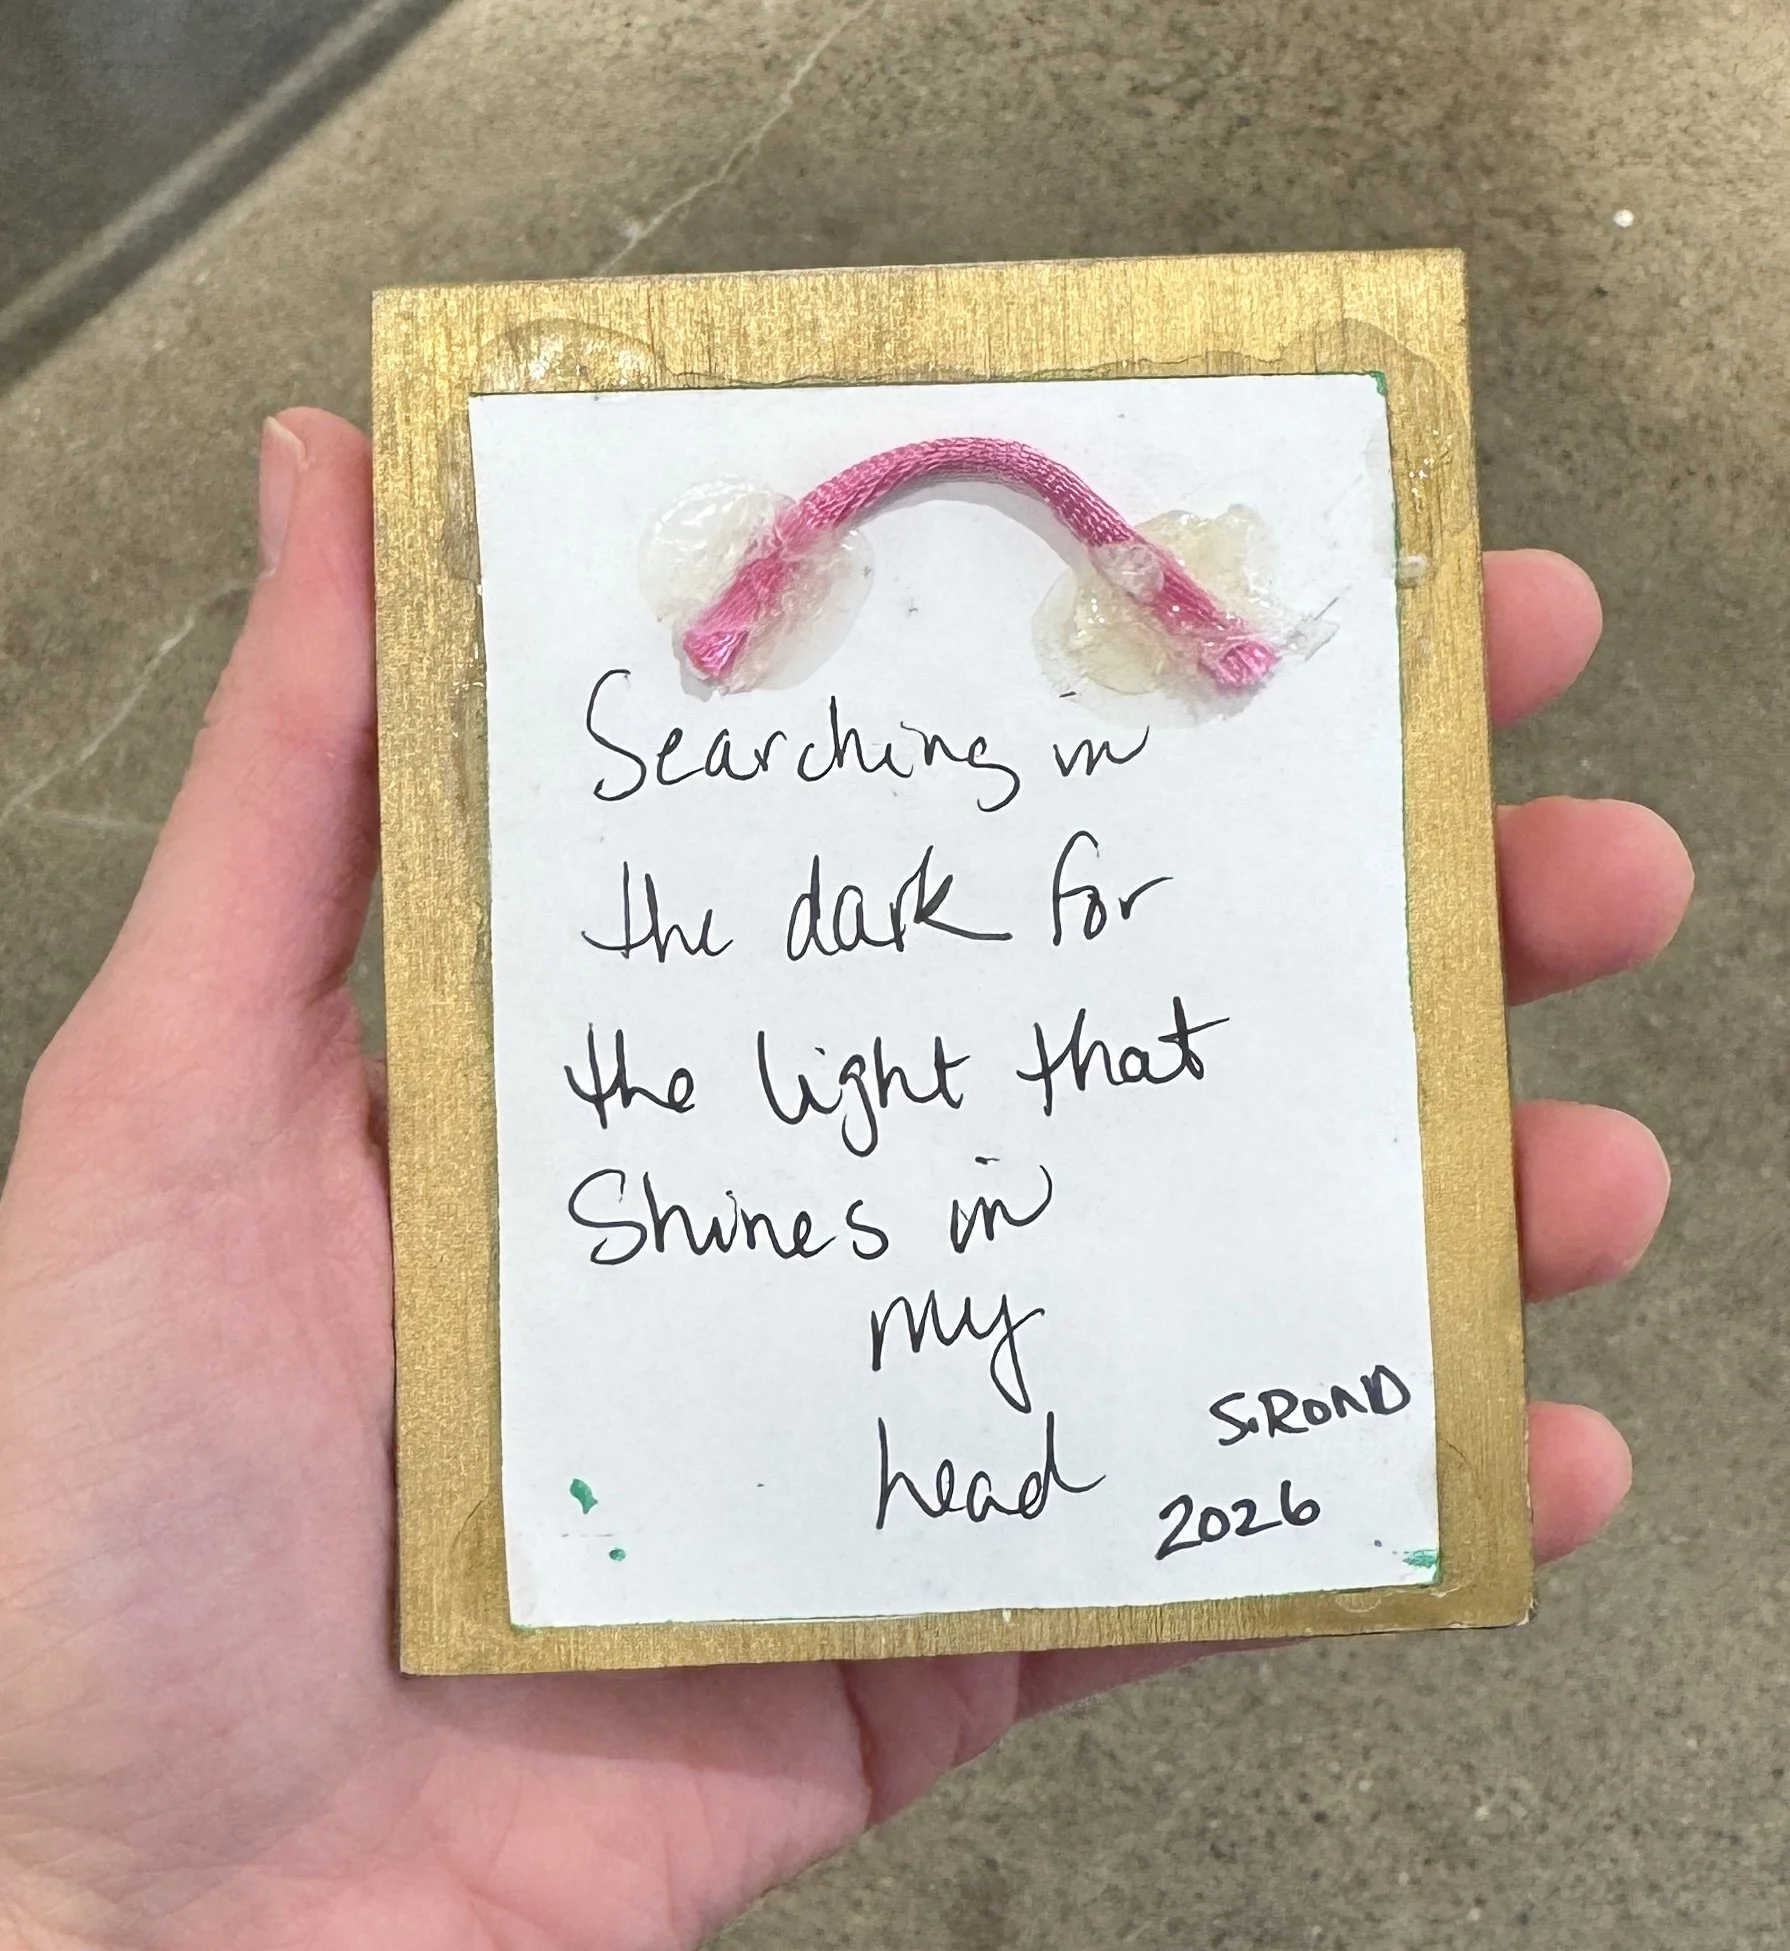 Searching in
the dark for
the light that
Shines in
my
head
S.ROND
2026